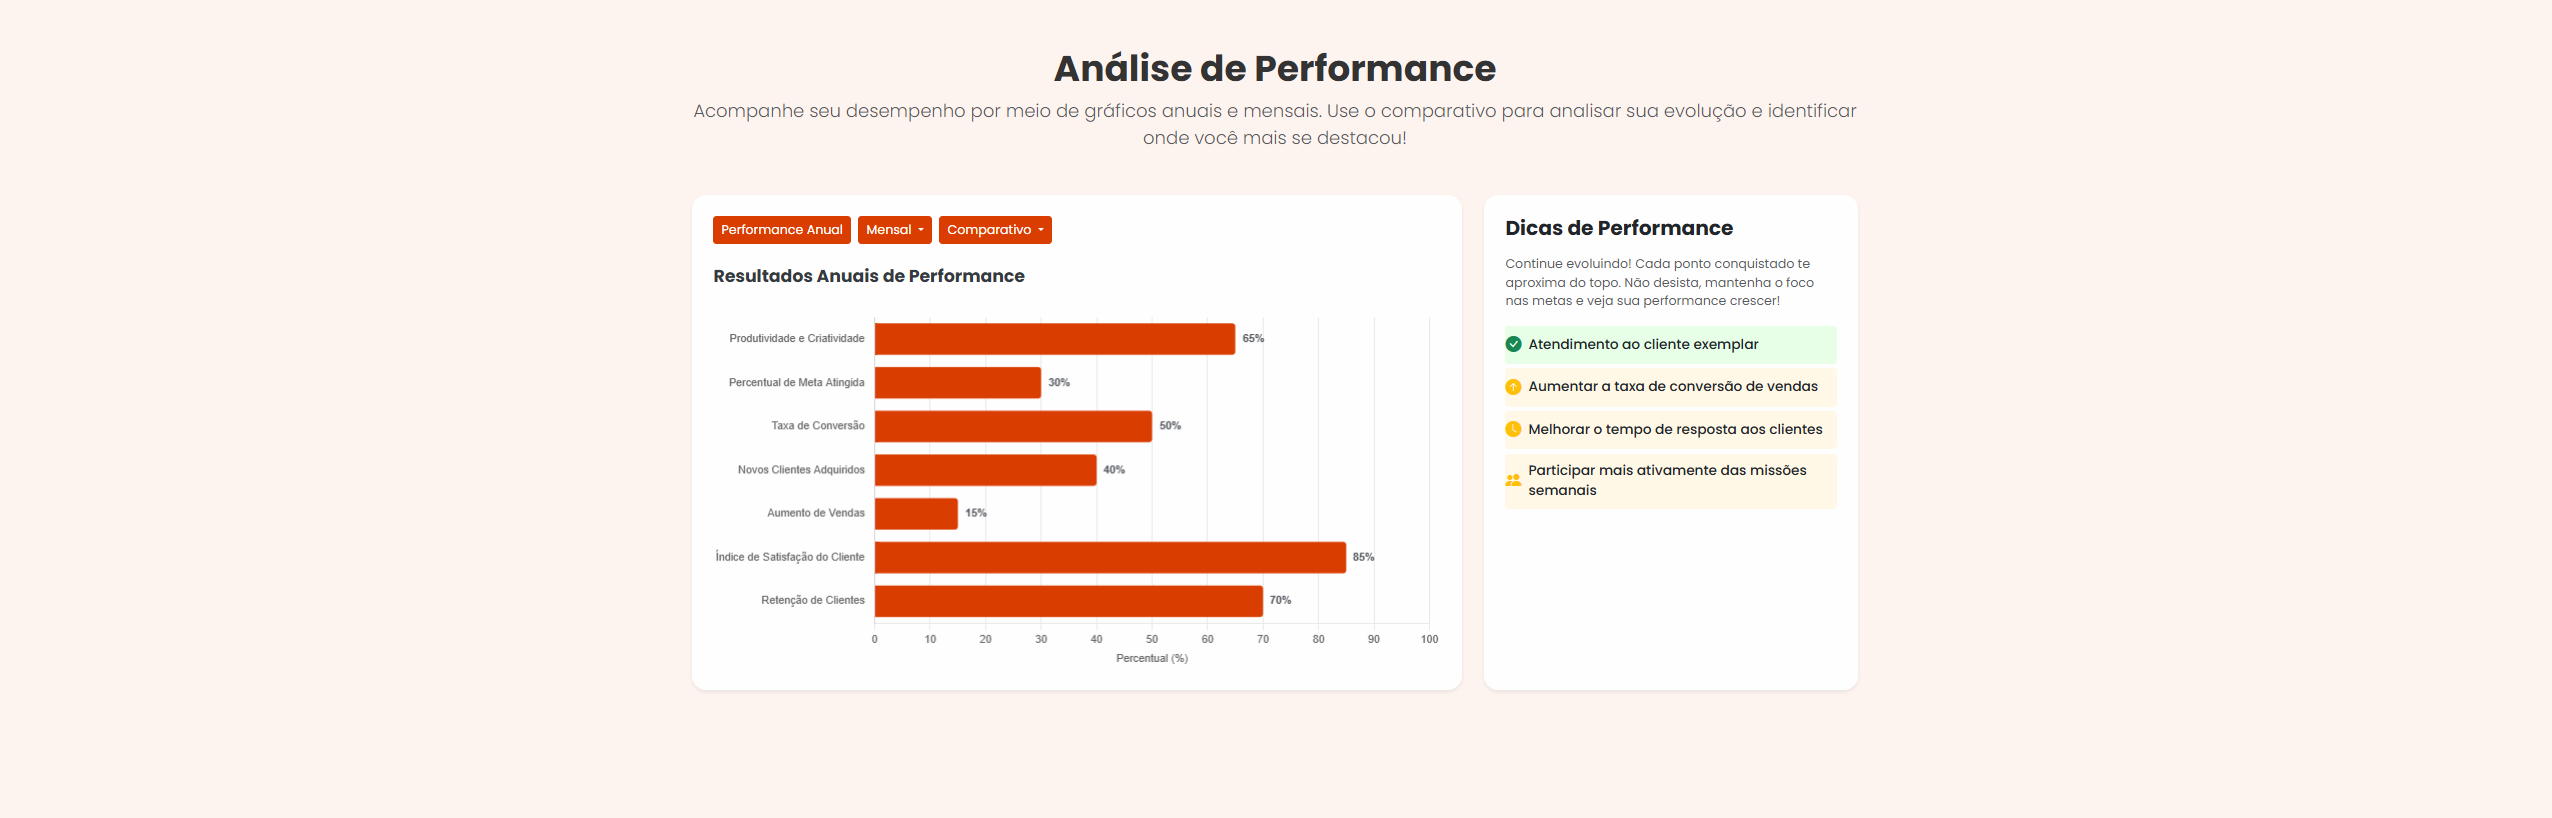 Análise de Performance
Acompanhe seu desempenho por meio de gráficos anuais e mensais. Use o comparativo para analisar sua evolução e identificar
onde você mais se destacou!
Performance Anual
Mensal
Comparativo
Resultados Anuais de Performance
Produtividade e Criatividade
65%
Percentual de Meta Atingida
30%
Taxa de Conversão
50%
Novos Clientes Adquiridos
40%
Aumento de Vendas
15%
Índice de Satisfação do Cliente
85%
Retenção de Clientes
70%
0 10 20 30 40 50 60 70 80 90 100
Percentual (%)
Dicas de Performance
Continue evoluindo! Cada ponto conquistado te
aproxima do topo. Não desista, mantenha o foco
nas metas e veja sua performance crescer!
Atendimento ao cliente exemplar
Aumentar a taxa de conversão de vendas
Melhorar o tempo de resposta aos clientes
Participar mais ativamente das missões
semanais